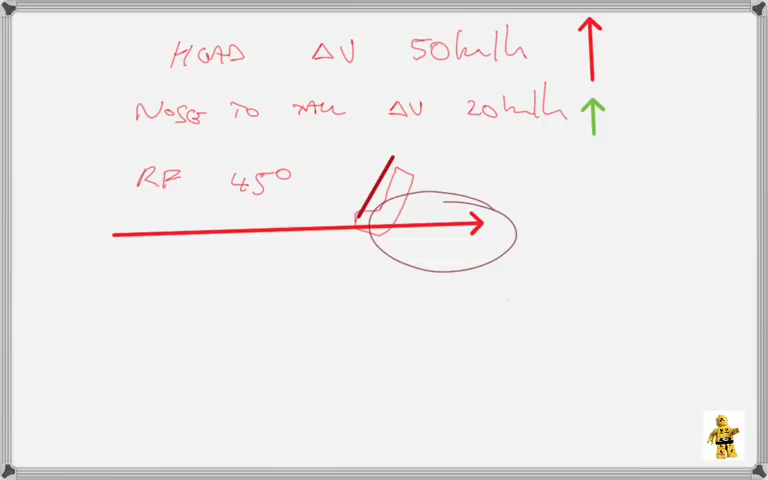 HEAD ΔV 50km/h
NOSE TO TAIL ΔV 20km/h
RF 45°